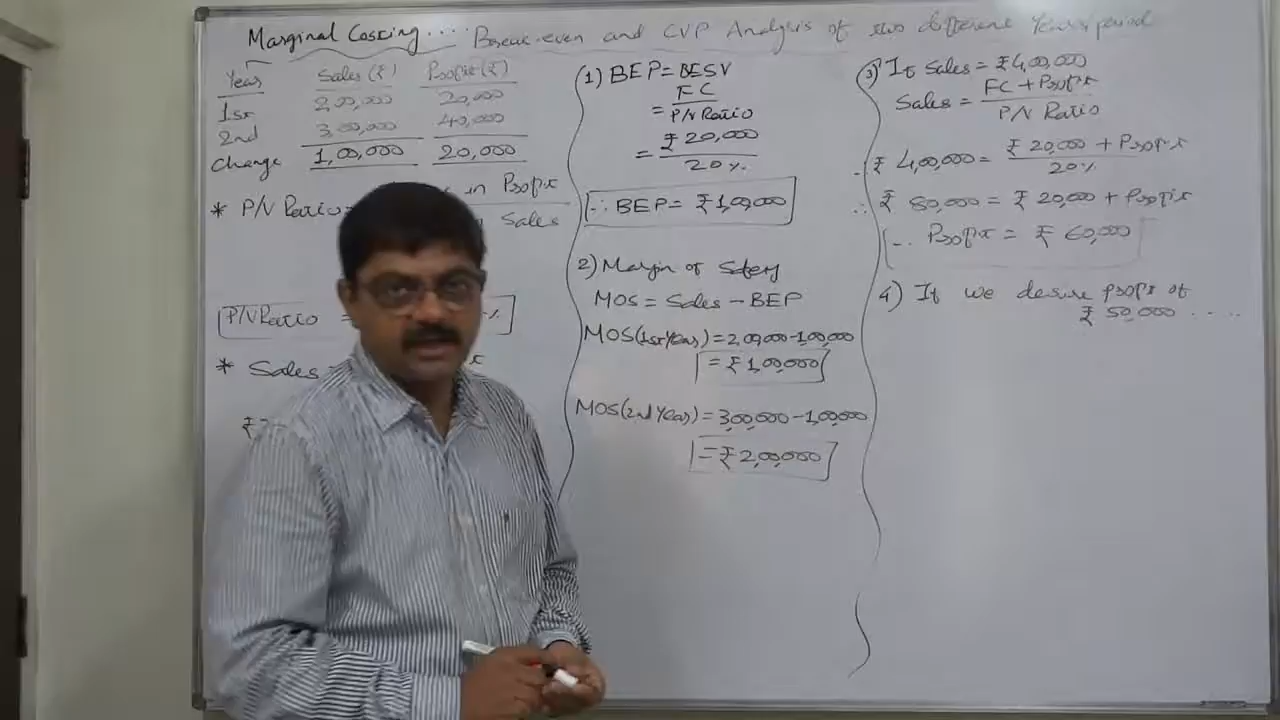 Marginal Costing.... Break-even and CVP Analysis of two different Years/period
Year Sales (₹) Profit (₹)
1st 2,00,000 20,000
2nd 3,00,000 40,000
Change 1,00,000 20,000
* P/V Ratio = in Profit
Sales
P/V Ratio = %
* Sales =
₹
(1) BEP = BESV
= FC
P/V Ratio
= ₹ 20,000
20%
∴ BEP = ₹ 1,00,000
2) Margin of Safety
MOS = Sales - BEP
MOS (1st Year) = 2,00,000 - 1,00,000
= ₹ 1,00,000
MOS (2nd Year) = 3,00,000 - 1,00,000
= ₹ 2,00,000
3) If Sales = ₹ 4,00,000
Sales = FC + Profit
P/V Ratio
∴ ₹ 4,00,000 = ₹ 20,000 + Profit
20%
∴ ₹ 80,000 = ₹ 20,000 + Profit
∴ Profit = ₹ 60,000
4) If we desire profit of
₹ 50,000 ....